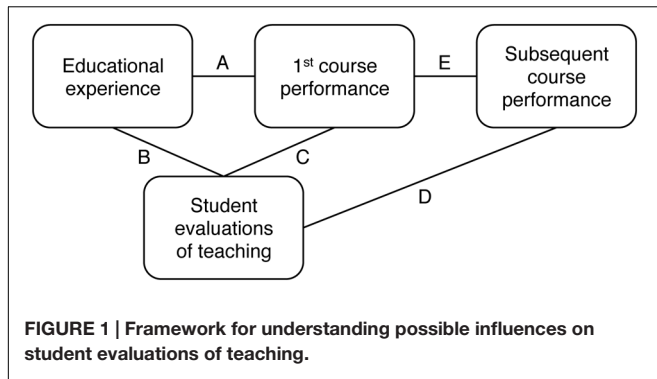 Educational
experience
A
1st course
performance
E
Subsequent
course
performance
B
C
Student
evaluations
of teaching
D
FIGURE 1 | Framework for understanding possible influences on
student evaluations of teaching.